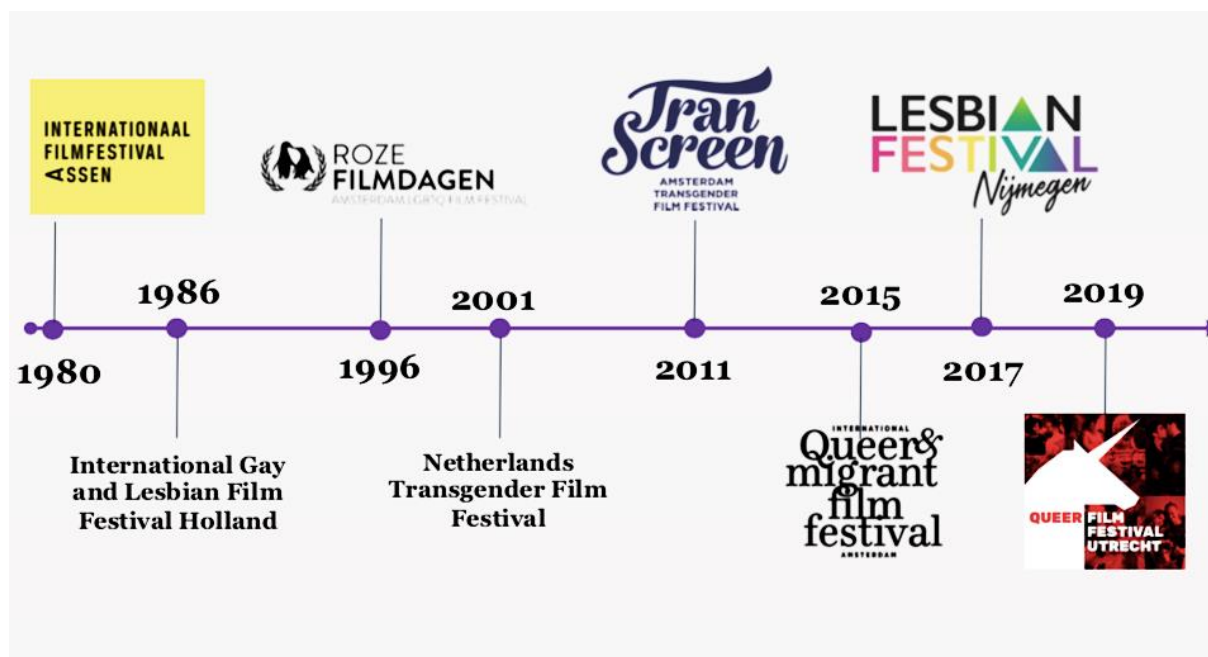 INTERNATIONAAL
FILMFESTIVAL
ASSEN
ROZE
FILMDAGEN
AMSTERDAM LGBTQ FILM FESTIVAL
Tran
Screen
AMSTERDAM
TRANSGENDER
FILM FESTIVAL
LESBIAN
FESTIVAL
Nijmegen
1986
2001
2015
2019
1980
1996
2011
2017
International Gay
and Lesbian Film
Festival Holland
Netherlands
Transgender Film
Festival
INTERNATIONAL
Queer&
migrant
film
festival
AMSTERDAM
QUEER FILM
FESTIVAL
UTRECHT